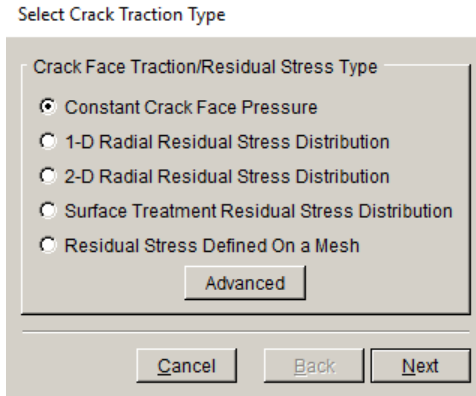 Select Crack Traction Type
Crack Face Traction/Residual Stress Type
Constant Crack Face Pressure
1-D Radial Residual Stress Distribution
2-D Radial Residual Stress Distribution
Surface Treatment Residual Stress Distribution
Residual Stress Defined On a Mesh
Advanced
Cancel Back Next